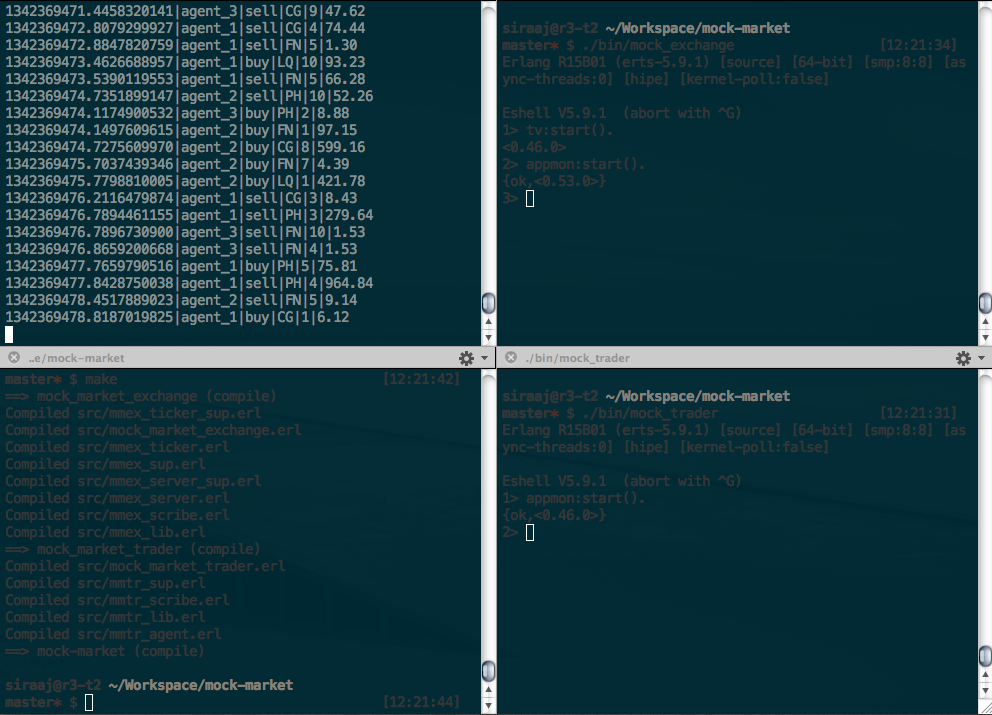 1342369471.4458320141|agent_3|sell|CG|9|47.62
1342369472.8079299927|agent_1|sell|CG|4|74.44
1342369472.8847820759|agent_1|sell|FN|5|1.30
1342369473.4626688957|agent_1|buy|LQ|10|93.23
1342369473.5390119553|agent_1|sell|FN|5|66.28
1342369474.7351899147|agent_2|sell|PH|10|52.26
1342369474.1174900532|agent_3|buy|PH|2|8.88
1342369474.1497609615|agent_2|buy|FN|1|97.15
1342369474.7275609970|agent_2|buy|CG|8|599.16
1342369475.7037439346|agent_2|buy|FN|7|4.39
1342369475.7798810005|agent_2|buy|LQ|1|421.78
1342369476.2116479874|agent_1|sell|CG|3|8.43
1342369476.7894461155|agent_1|sell|PH|3|279.64
1342369476.7896730900|agent_3|sell|FN|10|1.53
1342369476.8659200668|agent_3|sell|FN|4|1.53
1342369477.7659790516|agent_1|buy|PH|5|75.81
1342369477.8428750038|agent_1|sell|PH|4|964.84
1342369478.4517889023|agent_2|sell|FN|5|9.14
1342369478.8187019825|agent_1|buy|CG|1|6.12
siraaj@r3-t2 ~/Workspace/mock-market
master* $ ./bin/mock_exchange [12:21:34]
Erlang R15B01 (erts-5.9.1) [source] [64-bit] [smp:8:8] [as
ync-threads:0] [hipe] [kernel-poll:false]
Eshell V5.9.1 (abort with ^G)
1> tv:start().
<0.46.0>
2> appmon:start().
{ok,<0.53.0>}
3>
..e/mock-market
master* $ make [12:21:42]
==> mock_market_exchange (compile)
Compiled src/mmex_ticker_sup.erl
Compiled src/mock_market_exchange.erl
Compiled src/mmex_ticker.erl
Compiled src/mmex_sup.erl
Compiled src/mmex_server_sup.erl
Compiled src/mmex_server.erl
Compiled src/mmex_scribe.erl
Compiled src/mmex_lib.erl
==> mock_market_trader (compile)
Compiled src/mock_market_trader.erl
Compiled src/mmtr_sup.erl
Compiled src/mmtr_scribe.erl
Compiled src/mmtr_lib.erl
Compiled src/mmtr_agent.erl
==> mock-market (compile)
siraaj@r3-t2 ~/Workspace/mock-market
master* $ [12:21:44]
./bin/mock_trader
siraaj@r3-t2 ~/Workspace/mock-market
master* $ ./bin/mock_trader [12:21:31]
Erlang R15B01 (erts-5.9.1) [source] [64-bit] [smp:8:8] [as
ync-threads:0] [hipe] [kernel-poll:false]
Eshell V5.9.1 (abort with ^G)
1> appmon:start().
{ok,<0.46.0>}
2>